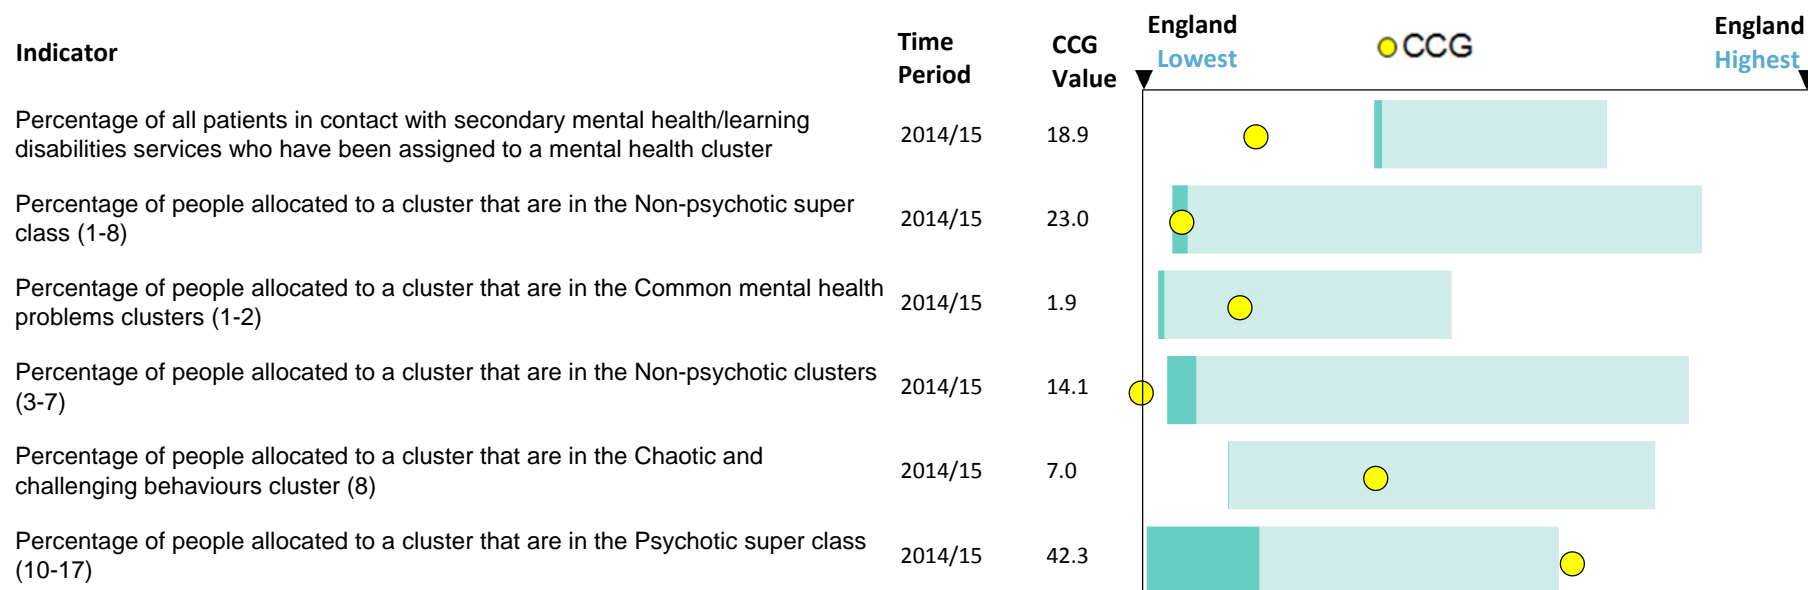 Indicator
Time
Period
CCG
Value
England
Lowest
CCG
England
Highest
Percentage of all patients in contact with secondary mental health/learning
disabilities services who have been assigned to a mental health cluster
2014/15
18.9
Percentage of people allocated to a cluster that are in the Non-psychotic super
class (1-8)
2014/15
23.0
Percentage of people allocated to a cluster that are in the Common mental health
problems clusters (1-2)
2014/15
1.9
Percentage of people allocated to a cluster that are in the Non-psychotic clusters
(3-7)
2014/15
14.1
Percentage of people allocated to a cluster that are in the Chaotic and
challenging behaviours cluster (8)
2014/15
7.0
Percentage of people allocated to a cluster that are in the Psychotic super class
(10-17)
2014/15
42.3